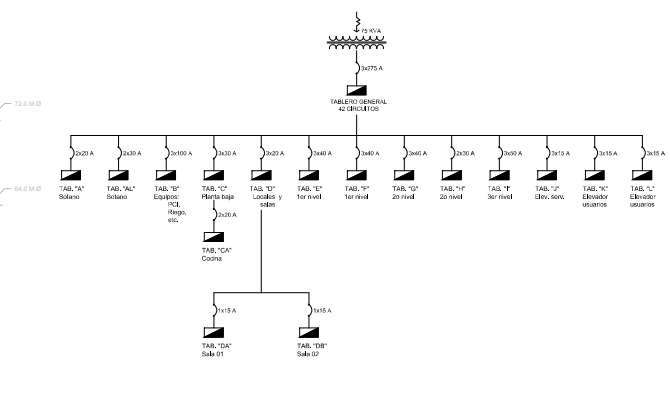 75 KVA
3x275 A
TABLERO GENERAL
42 CIRCUITOS
72.0 M Ø
2x20 A
2x30 A
3x100 A
3x30 A
3x20 A
3x40 A
3x40 A
3x40 A
2x30 A
3x50 A
3x15 A
3x15 A
3x15 A
64.0 M Ø
TAB. "A"
Sotano
TAB. "AL"
Sotano
TAB. "B"
Equipos:
PCI,
Riego,
etc.
TAB. "C"
Planta baja
TAB. "D"
Locales y
salas
TAB. "E"
1er nivel
TAB. "F"
1er nivel
TAB. "G"
2o nivel
TAB. "H"
2o nivel
TAB. "I"
3er nivel
TAB. "J"
Elev. serv.
TAB. "K"
Elevador
usuarios
TAB. "L"
Elevador
usuarios
2x20 A
TAB. "CA"
Cocina
1x15 A
1x15 A
TAB. "DA"
Sala 01
TAB. "DB"
Sala 02